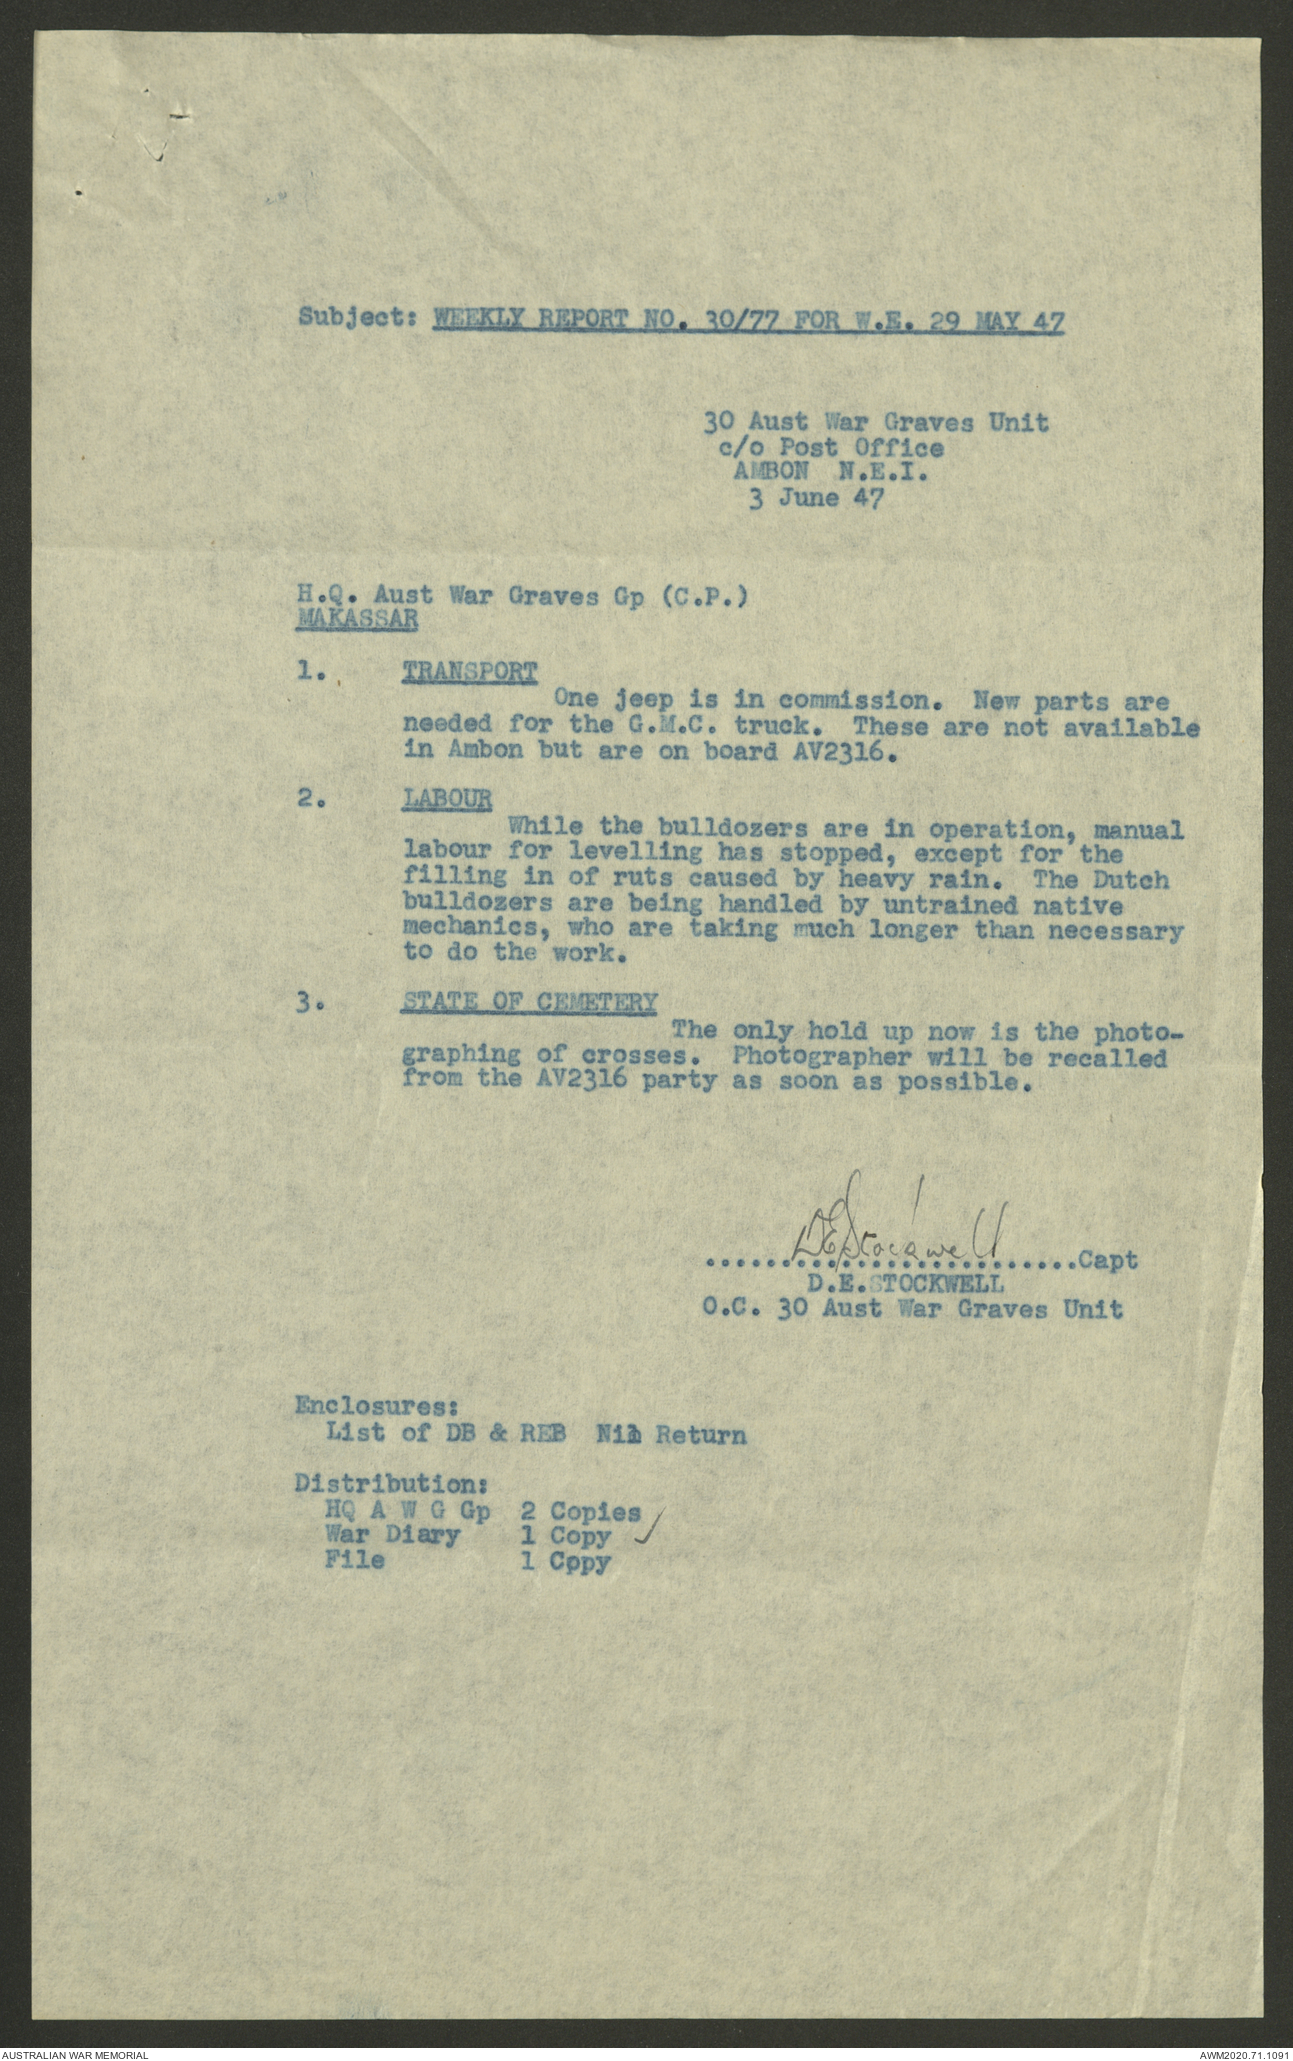 Subject: WEEKLY REPORT NO. 30/77 FOR W.E. 29 MAY 47
30 Aust War Graves Unit
c/o Post Office
AMBON N.E.I.
3 June 47
H.Q. Aust War Graves Gp (C.P.)
MAKASSAR
1. TRANSPORT
One jeep is in commission. New parts are
needed for the G.M.C. truck. These are not available
in Ambon but are on board AV2316.
2. LABOUR
While the bulldozers are in operation, manual
labour for levelling has stopped, except for the
filling in of ruts caused by heavy rain. The Dutch
bulldozers are being handled by untrained native
mechanics, who are taking much longer than necessary
to do the work.
3. STATE OF CEMETERY
The only hold up now is the photo-
graphing of crosses. Photographer will be recalled
from the AV2316 party as soon as possible.
DEStockwell
.........................Capt
D.E.STOCKWELL
O.C. 30 Aust War Graves Unit
Enclosures:
List of DB & REB Nil Return
Distribution:
HQ A W G Gp 2 Copies
War Diary 1 Copy ✓
File 1 Copy
AUSTRALIAN WAR MEMORIAL
AWM2020.71.1091